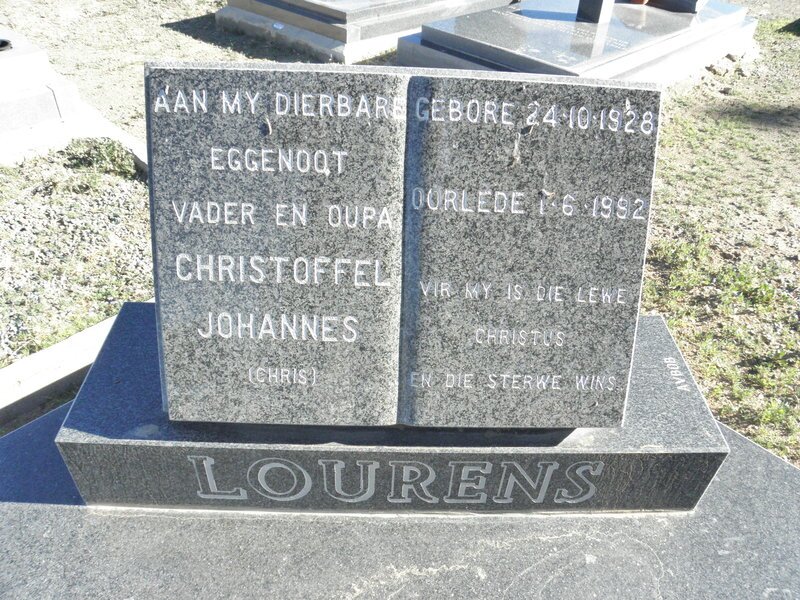 AAN MY DIERBARE
EGGENOOT
VADER EN OUPA
CHRISTOFFEL
JOHANNES
(CHRIS)
GEBORE 24·10·1928
OORLEDE 1·6·1992
VIR MY IS DIE LEWE
CHRISTUS
EN DIE STERWE WINS.
AVBOB
LOURENS